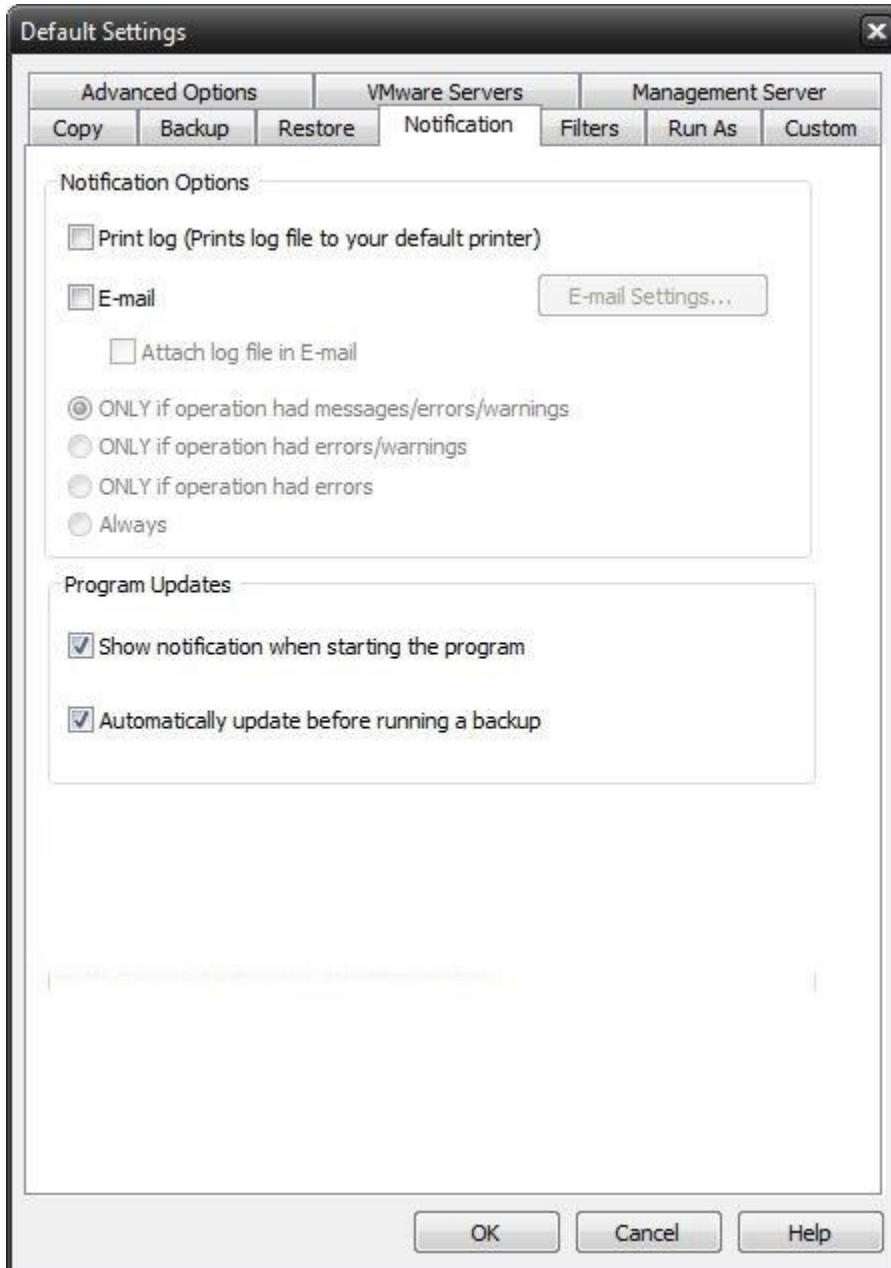 Default Settings
Advanced Options VMware Servers Management Server
Copy Backup Restore Notification Filters Run As Custom
Notification Options
Print log (Prints log file to your default printer)
E-mail E-mail Settings...
Attach log file in E-mail
ONLY if operation had messages/errors/warnings
ONLY if operation had errors/warnings
ONLY if operation had errors
Always
Program Updates
Show notification when starting the program
Automatically update before running a backup
OK Cancel Help